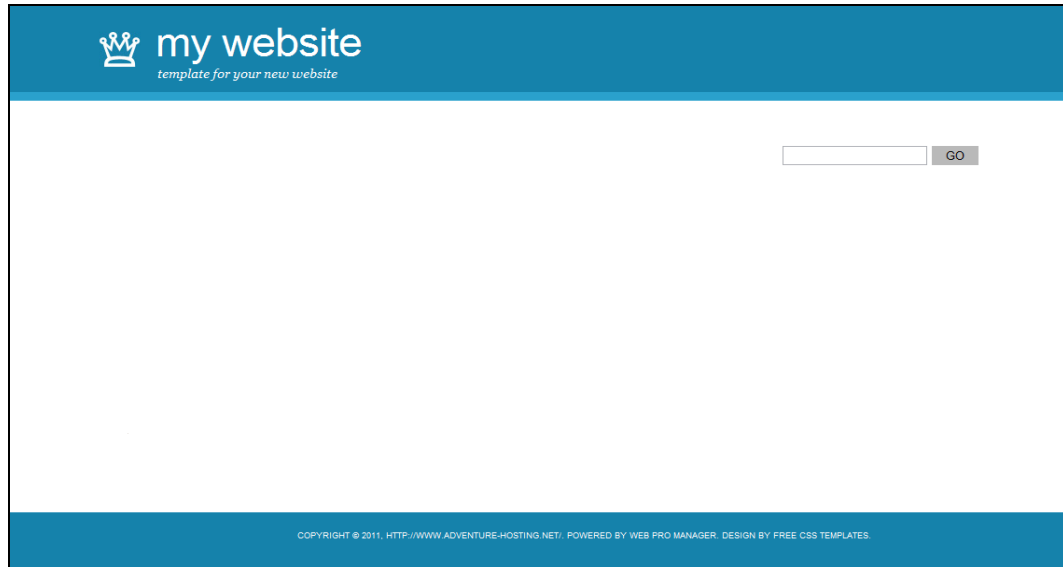 my website
template for your new website
GO
COPYRIGHT © 2011, HTTP://WWW.ADVENTURE-HOSTING.NET/. POWERED BY WEB PRO MANAGER. DESIGN BY FREE CSS TEMPLATES.